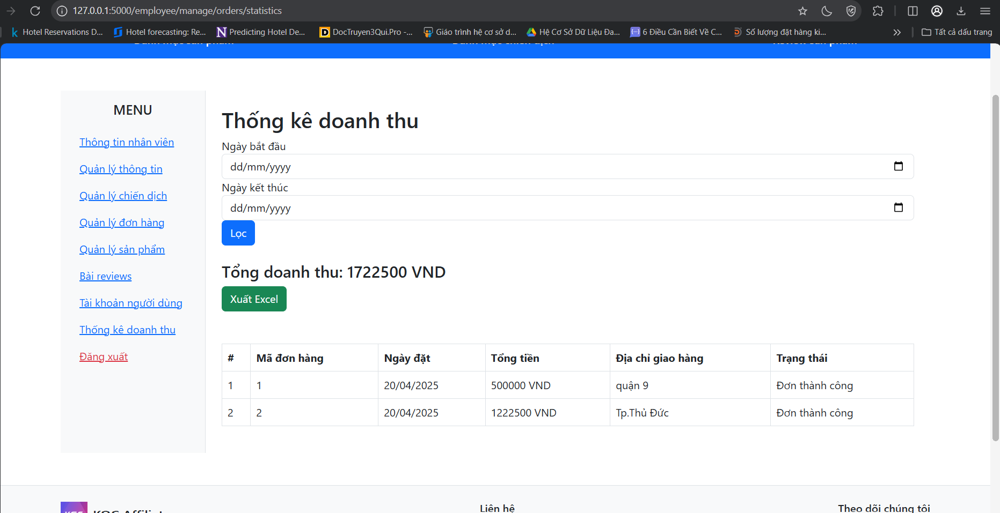 127.0.0.1:5000/employee/manage/orders/statistics
Hotel Reservations D... Hotel forecasting: Re... Predicting Hotel De... DocTruyen3Qui.Pro -... Giáo trình hệ cơ sở d... Hệ Cơ Sở Dữ Liệu Đa... 6 Điều Cần Biết Về C... Số lượng đặt hàng ki... Tất cả dấu trang
MENU
Thông tin nhân viên
Quản lý thông tin
Quản lý chiến dịch
Quản lý đơn hàng
Quản lý sản phẩm
Bài reviews
Tài khoản người dùng
Thống kê doanh thu
Đăng xuất
Thống kê doanh thu
Ngày bắt đầu
dd/mm/yyyy
Ngày kết thúc
dd/mm/yyyy
Lọc
Tổng doanh thu: 1722500 VND
Xuất Excel
# Mã đơn hàng Ngày đặt Tổng tiền Địa chỉ giao hàng Trạng thái
1 1 20/04/2025 500000 VND quận 9 Đơn thành công
2 2 20/04/2025 1222500 VND Tp.Thủ Đức Đơn thành công
Liên hệ Theo dõi chúng tôi